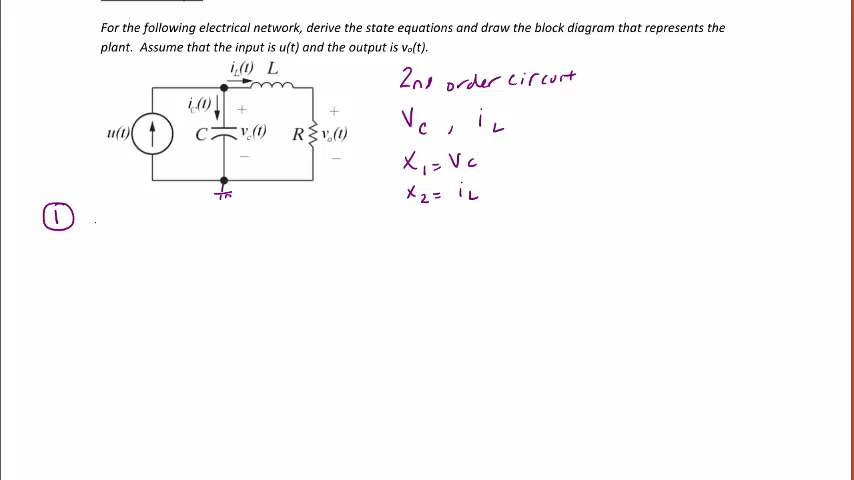 For the following electrical network, derive the state equations and draw the block diagram that represents the
plant. Assume that the input is u(t) and the output is vₒ(t).
i_L(t) L
i_C(t)
+
+
u(t)
C
v_c(t)
R
vₒ(t)
−
−
2nd order circuit
V_C , i_L
x₁ = V_C
x₂ = i_L
1